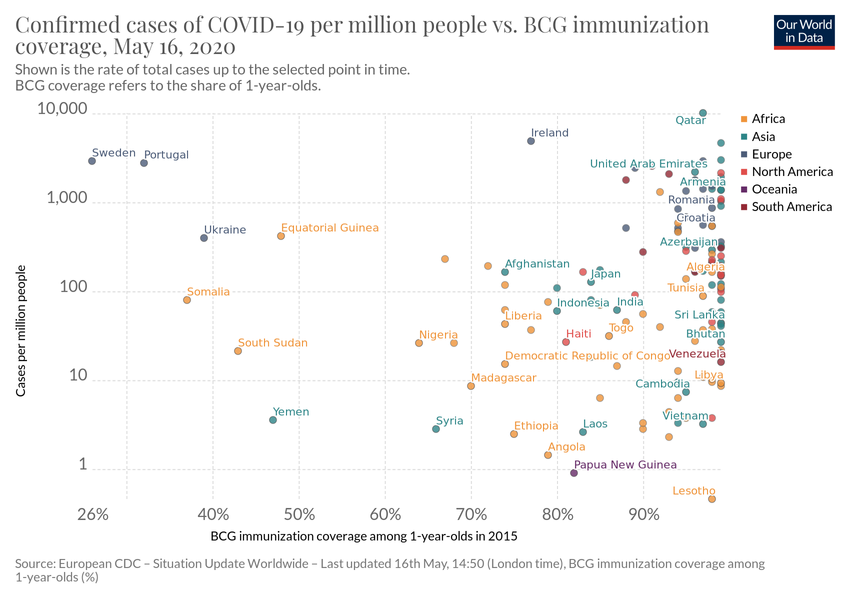 Confirmed cases of COVID-19 per million people vs. BCG immunization
coverage, May 16, 2020
Our World
in Data
Shown is the rate of total cases up to the selected point in time.
BCG coverage refers to the share of 1-year-olds.
10,000
1,000
100
10
1
Cases per million people
Qatar
Ireland
Sweden
Portugal
United Arab Emirates
Armenia
Romania
Croatia
Ukraine
Equatorial Guinea
Azerbaijan
Afghanistan
Algeria
Japan
Somalia
Tunisia
Indonesia
India
Liberia
Sri Lanka
Togo
Haiti
Nigeria
Bhutan
South Sudan
Democratic Republic of Congo
Venezuela
Madagascar
Libya
Cambodia
Yemen
Syria
Ethiopia
Laos
Vietnam
Angola
Papua New Guinea
Lesotho
Africa
Asia
Europe
North America
Oceania
South America
26%
40%
50%
60%
70%
80%
90%
BCG immunization coverage among 1-year-olds in 2015
Source: European CDC – Situation Update Worldwide – Last updated 16th May, 14:50 (London time), BCG immunization coverage among
1-year-olds (%)